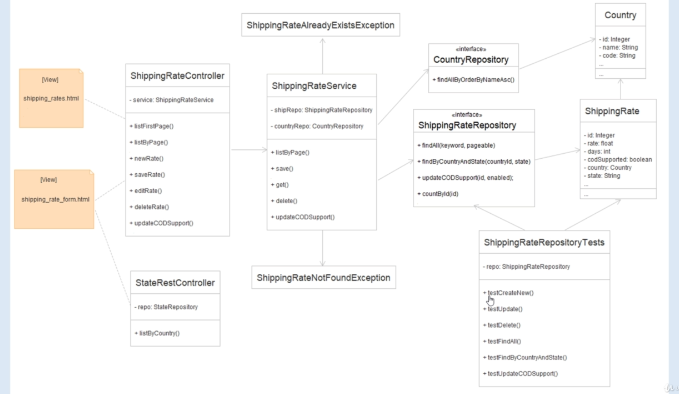 ShippingRateAlreadyExistsException
Country
- id: Integer
- name: String
- code: String
...
...
«interface»
CountryRepository
+ findAllByOrderByNameAsc()
[View]
shipping_rates.html
ShippingRateController
- service: ShippingRateService
+ listFirstPage()
+ listByPage()
+ newRate()
+ saveRate()
+ editRate()
+ deleteRate()
+ updateCODSupport()
ShippingRateService
- shipRepo: ShippingRateRepository
- countryRepo: CountryRepository
+ listByPage()
+ save()
+ get()
+ delete()
+ updateCODSupport()
«interface»
ShippingRateRepository
+ findAll(keyword, pageable)
+ findByCountryAndState(countryId, state)
+ updateCODSupport(id, enabled);
+ countById(id)
ShippingRate
- id: Integer
- rate: float
- days: int
- codSupported: boolean
- country: Country
- state: String
...
...
[View]
shipping_rate_form.html
StateRestController
- repo: StateRepository
+ listByCountry()
ShippingRateNotFoundException
ShippingRateRepositoryTests
- repo: ShippingRateRepository
+ testCreateNew()
+ testUpdate()
+ testDelete()
+ testFindAll()
+ testFindByCountryAndState()
+ testUpdateCODSupport()